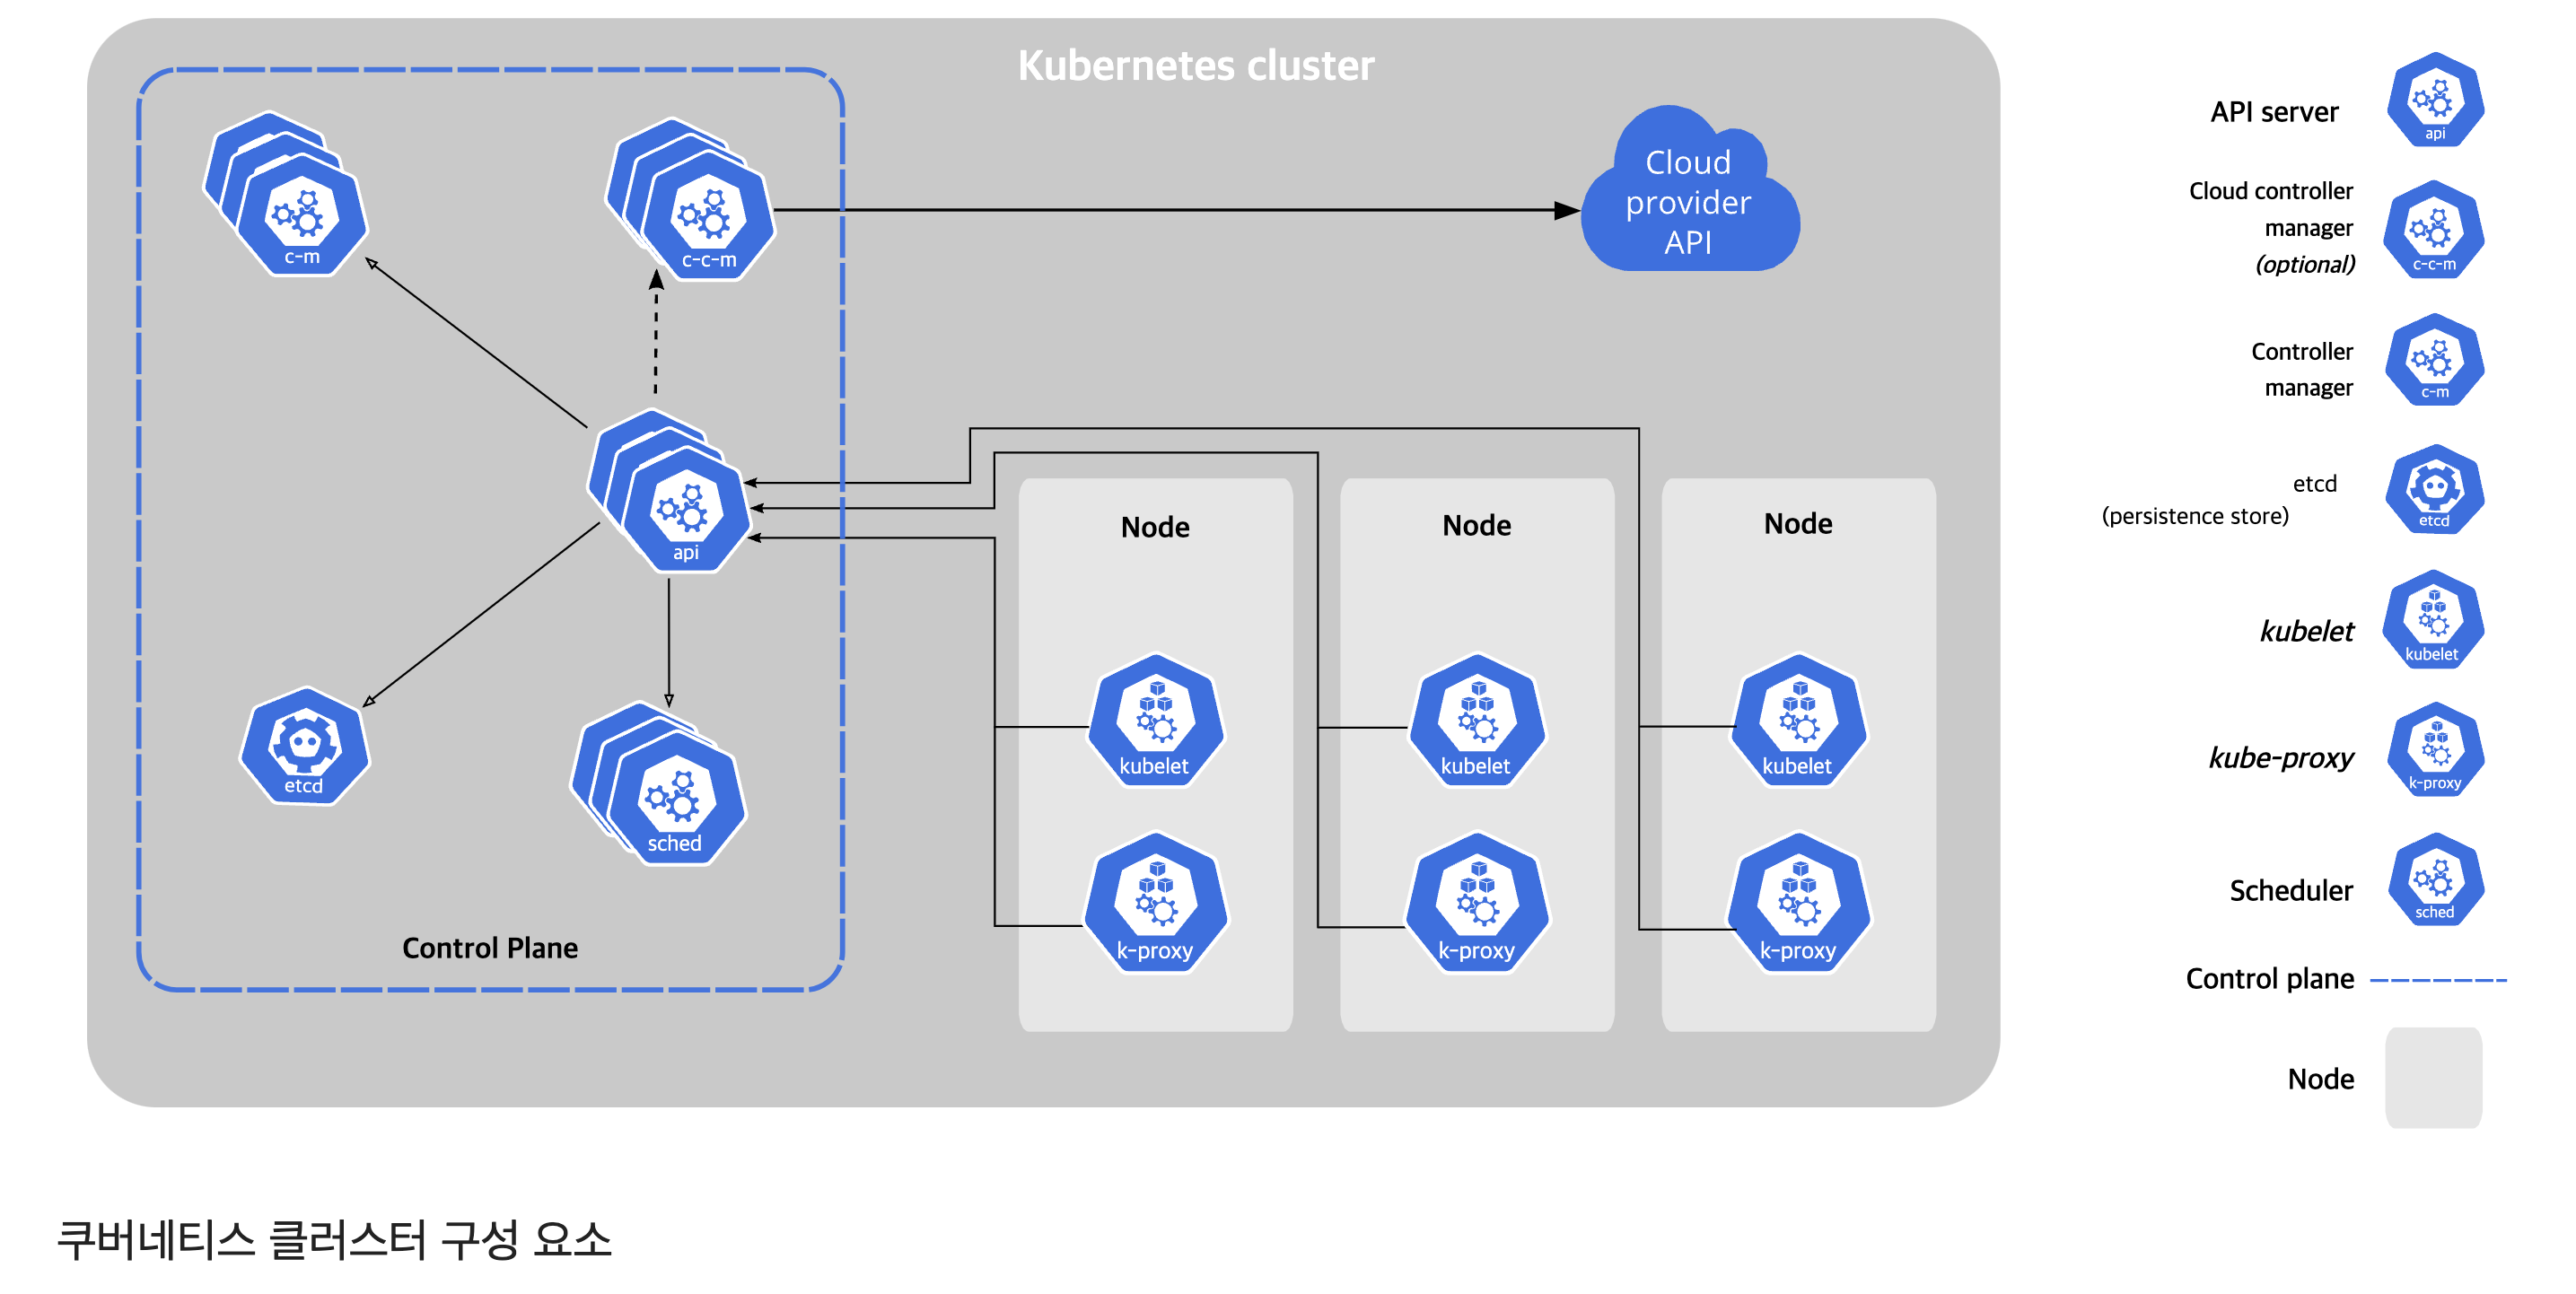 Kubernetes cluster
c-m
c-c-m
Cloud
provider
API
api
Node
Node
Node
etcd
sched
kubelet
kubelet
kubelet
k-proxy
k-proxy
k-proxy
Control Plane
API server
api
Cloud controller
manager
(optional)
c-c-m
Controller
manager
c-m
etcd
(persistence store)
etcd
kubelet
kubelet
kube-proxy
k-proxy
Scheduler
sched
Control plane
Node
쿠버네티스 클러스터 구성 요소